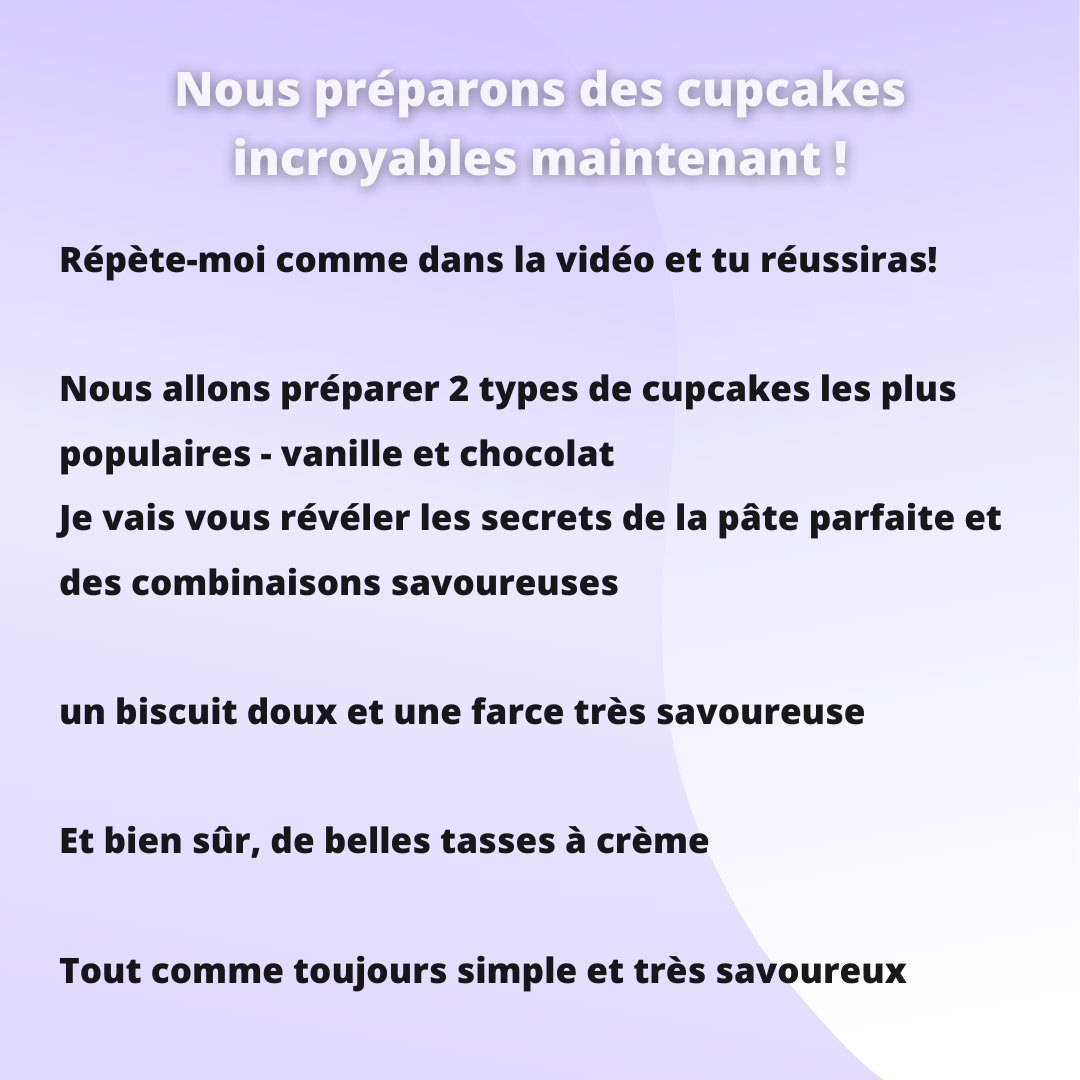 Nous préparons des cupcakes
incroyables maintenant !
Répète-moi comme dans la vidéo et tu réussiras!
Nous allons préparer 2 types de cupcakes les plus
populaires - vanille et chocolat
Je vais vous révéler les secrets de la pâte parfaite et
des combinaisons savoureuses
un biscuit doux et une farce très savoureuse
Et bien sûr, de belles tasses à crème
Tout comme toujours simple et très savoureux